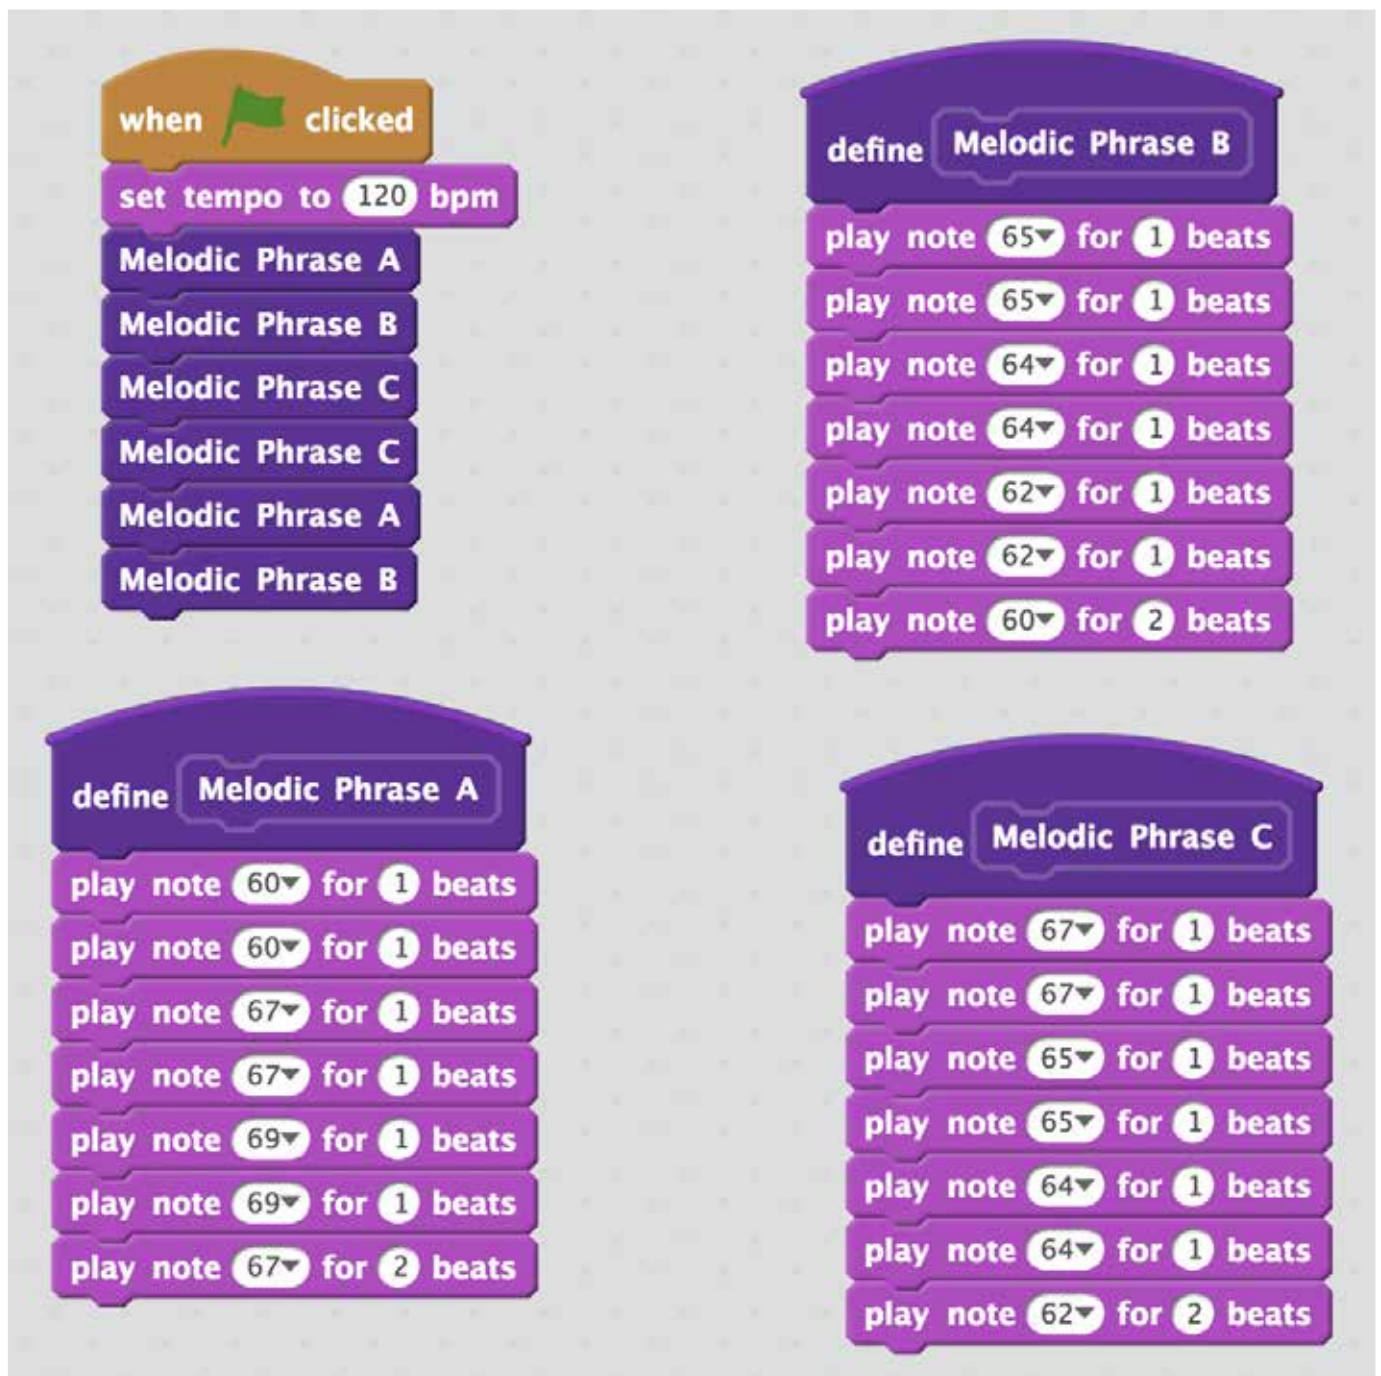 when clicked
set tempo to 120 bpm
Melodic Phrase A
Melodic Phrase B
Melodic Phrase C
Melodic Phrase C
Melodic Phrase A
Melodic Phrase B
define Melodic Phrase B
play note 65 for 1 beats
play note 65 for 1 beats
play note 64 for 1 beats
play note 64 for 1 beats
play note 62 for 1 beats
play note 62 for 1 beats
play note 60 for 2 beats
define Melodic Phrase A
play note 60 for 1 beats
play note 60 for 1 beats
play note 67 for 1 beats
play note 67 for 1 beats
play note 69 for 1 beats
play note 69 for 1 beats
play note 67 for 2 beats
define Melodic Phrase C
play note 67 for 1 beats
play note 67 for 1 beats
play note 65 for 1 beats
play note 65 for 1 beats
play note 64 for 1 beats
play note 64 for 1 beats
play note 62 for 2 beats